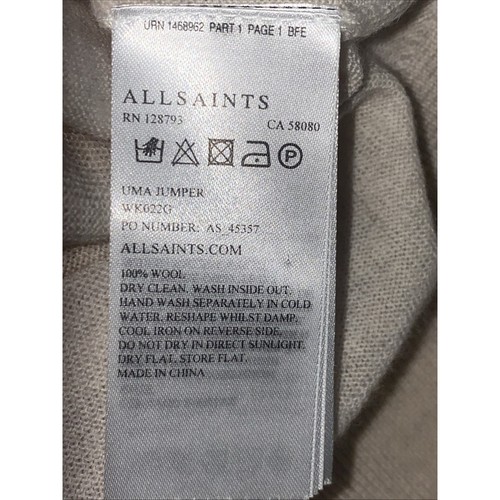 URN 1468962 PART 1 PAGE 1 BFE
ALLSAINTS
RN 128793 CA 58080
UMA JUMPER
WK022G
PO NUMBER: AS 45357
ALLSAINTS.COM
100% WOOL
DRY CLEAN. WASH INSIDE OUT.
HAND WASH SEPARATELY IN COLD
WATER. RESHAPE WHILST DAMP.
COOL IRON ON REVERSE SIDE.
DO NOT DRY IN DIRECT SUNLIGHT.
DRY FLAT. STORE FLAT.
MADE IN CHINA